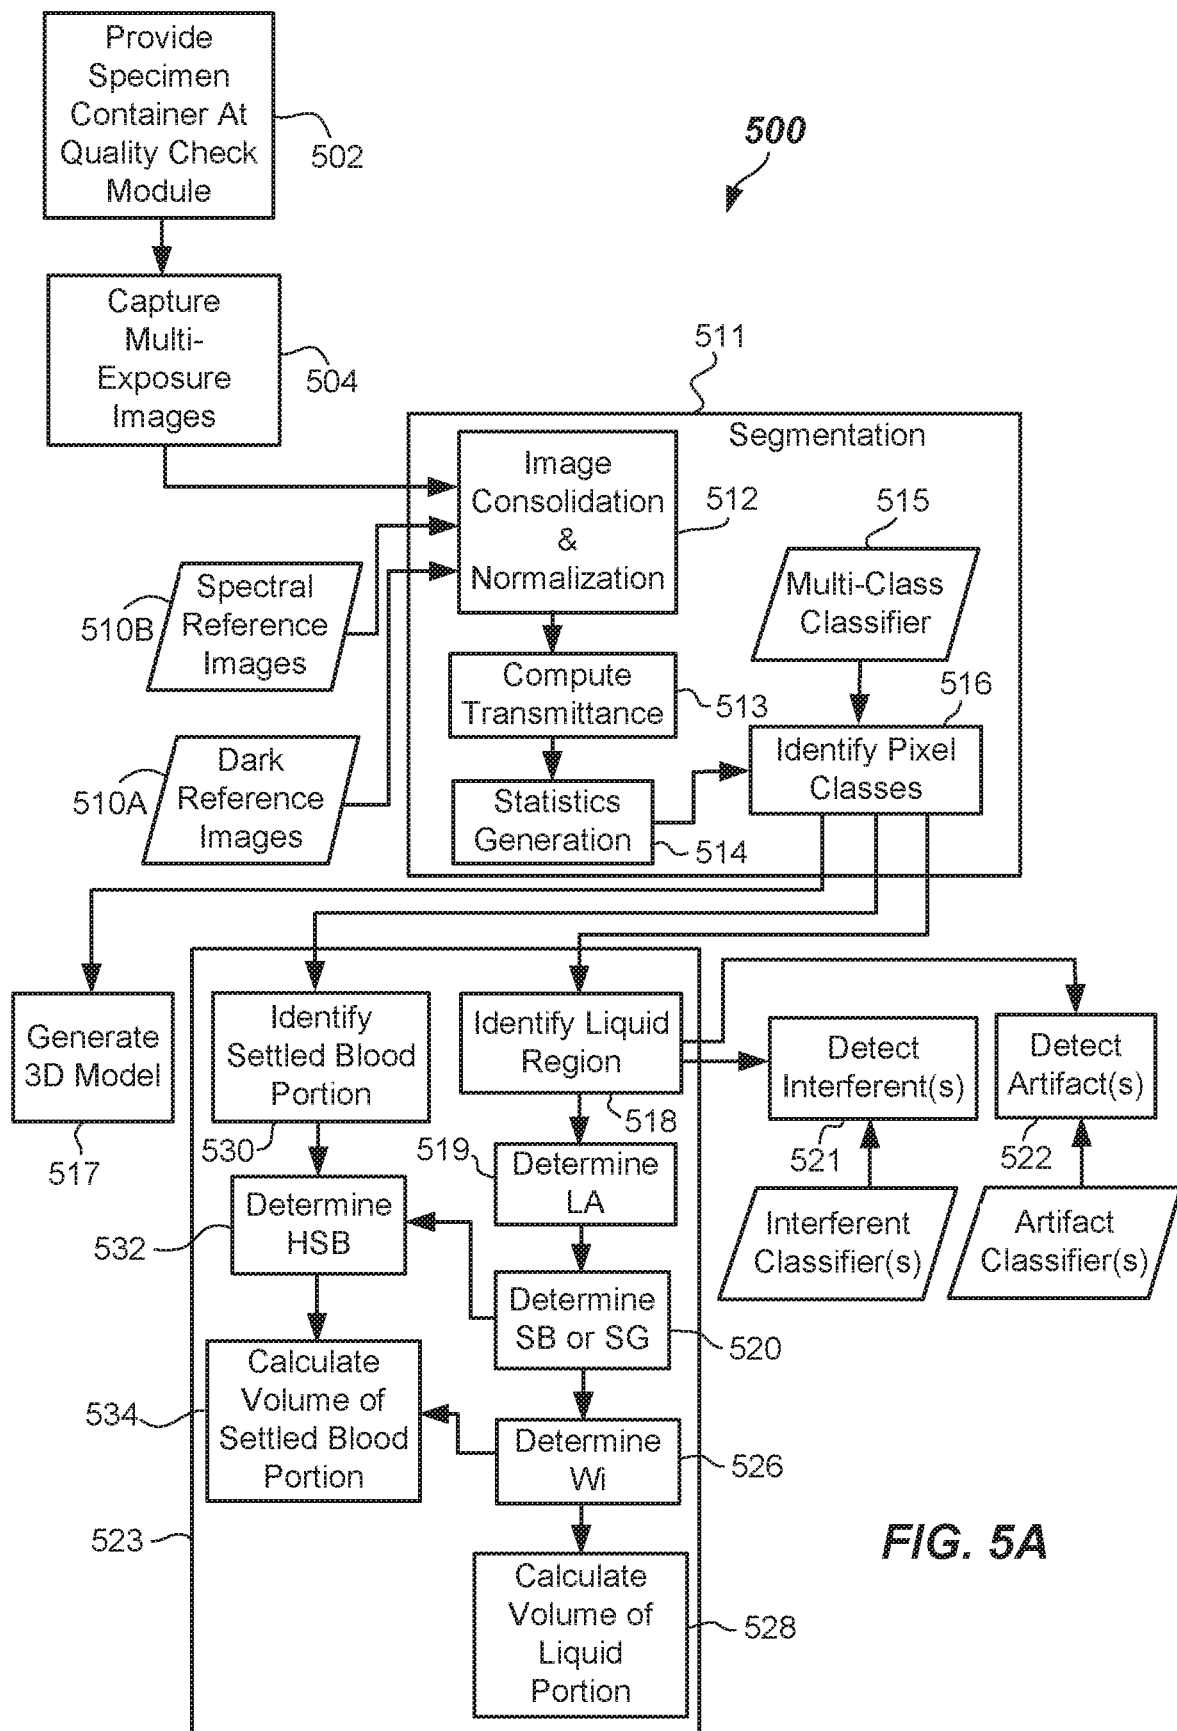 Provide
Specimen
Container At
Quality Check
Module
502
500
Capture
Multi-
Exposure
Images
504
511
Segmentation
Image
Consolidation
&
Normalization
512
515
Multi-Class
Classifier
Spectral
Reference
Images
510B
Compute
Transmittance
513
516
Identify Pixel
Classes
Dark
Reference
Images
510A
Statistics
Generation
514
Generate
3D Model
517
Identify
Settled Blood
Portion
530
Identify Liquid
Region
518
Detect
Interferent(s)
521
Detect
Artifact(s)
522
519
Determine
LA
Determine
HSB
532
Interferent
Classifier(s)
Artifact
Classifier(s)
Determine
SB or SG
520
Calculate
Volume of
Settled Blood
Portion
534
Determine
Wi
526
523
FIG. 5A
Calculate
Volume of
Liquid
Portion
528